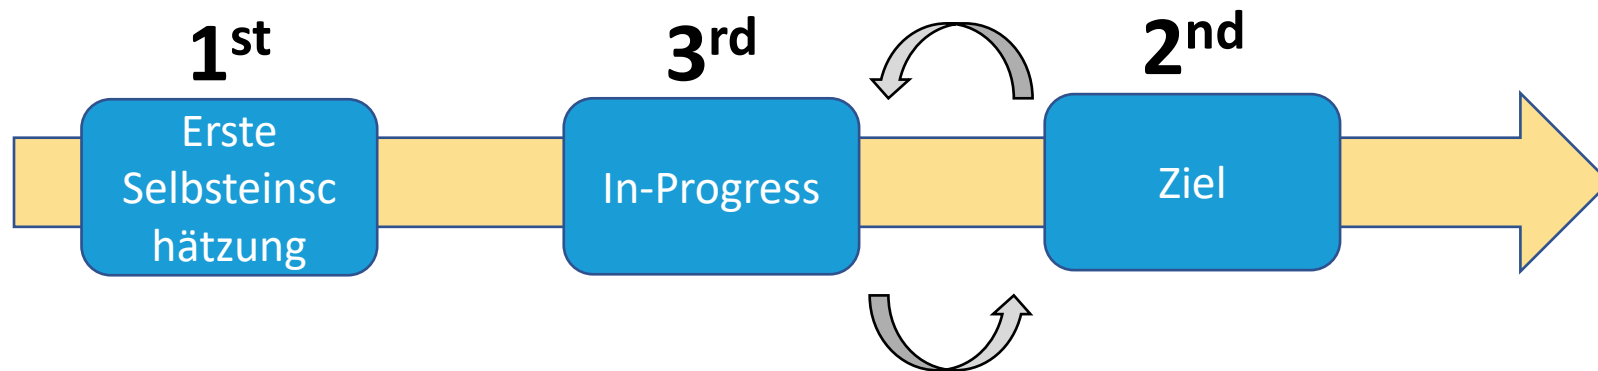 1st
3rd
2nd
Erste
Selbsteinsc
hätzung
In-Progress
Ziel